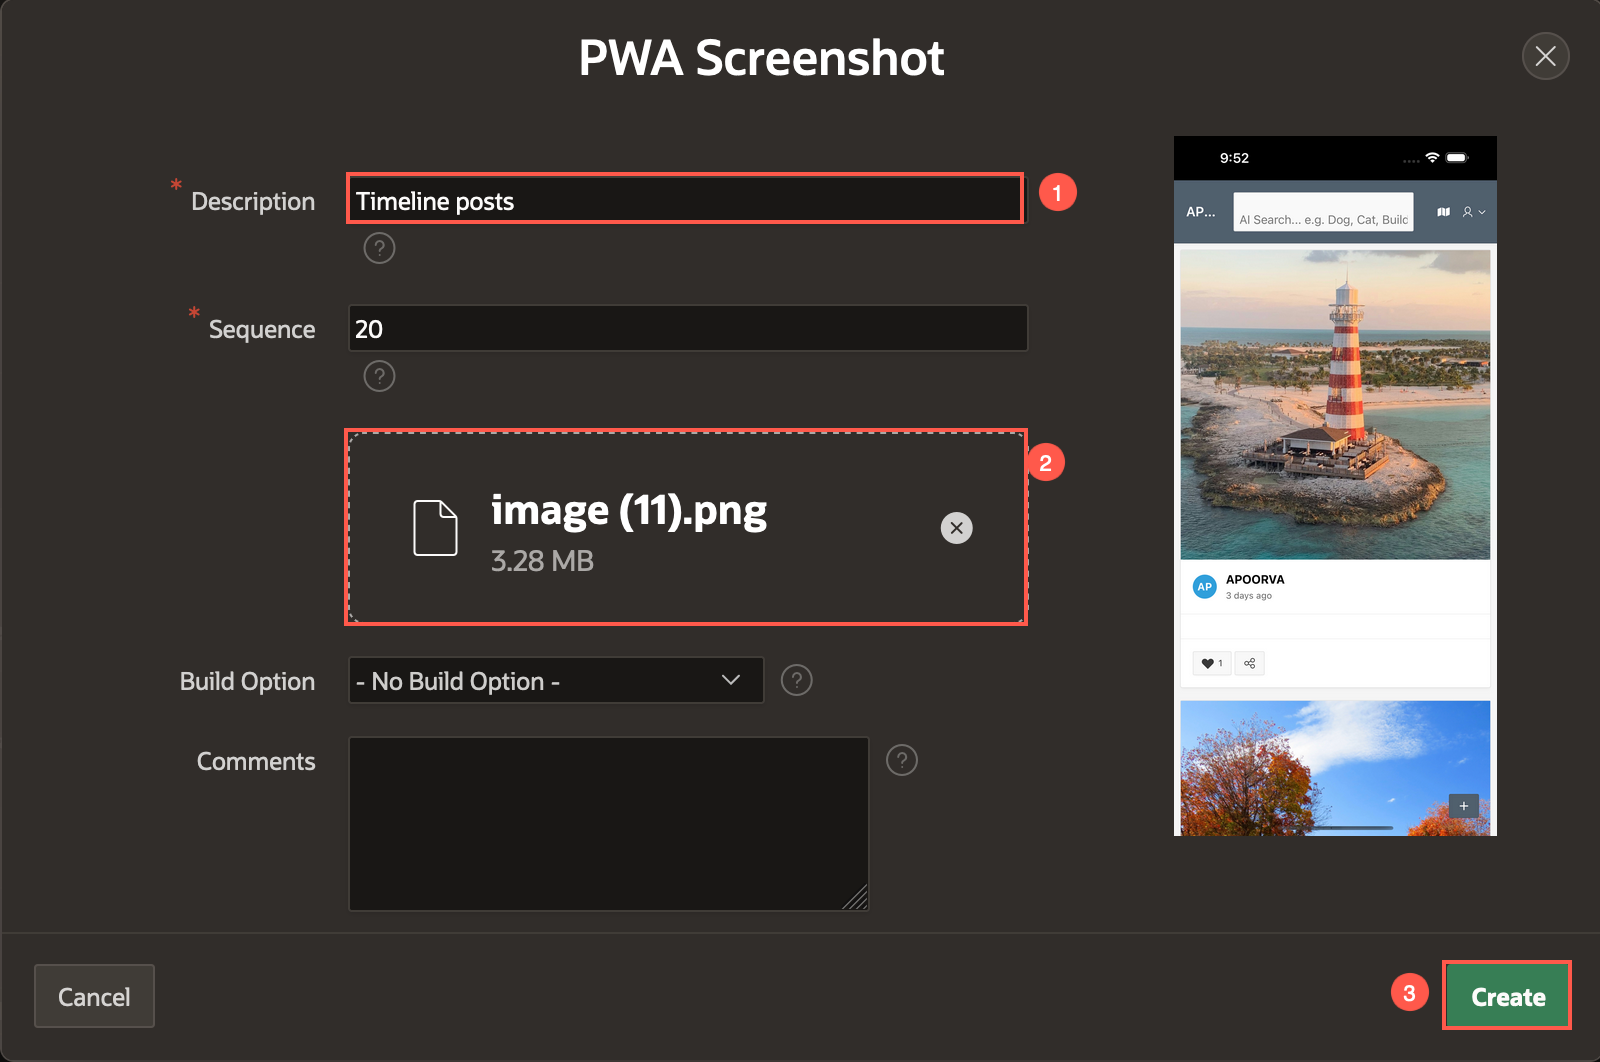 PWA Screenshot
* Description
Timeline posts
1
?
* Sequence
20
?
image (11).png
3.28 MB
2
Build Option
- No Build Option -
?
Comments
?
9:52
AP...
AI Search... e.g. Dog, Cat, Builc
AP
APOORVA
3 days ago
1
+
Cancel
3
Create